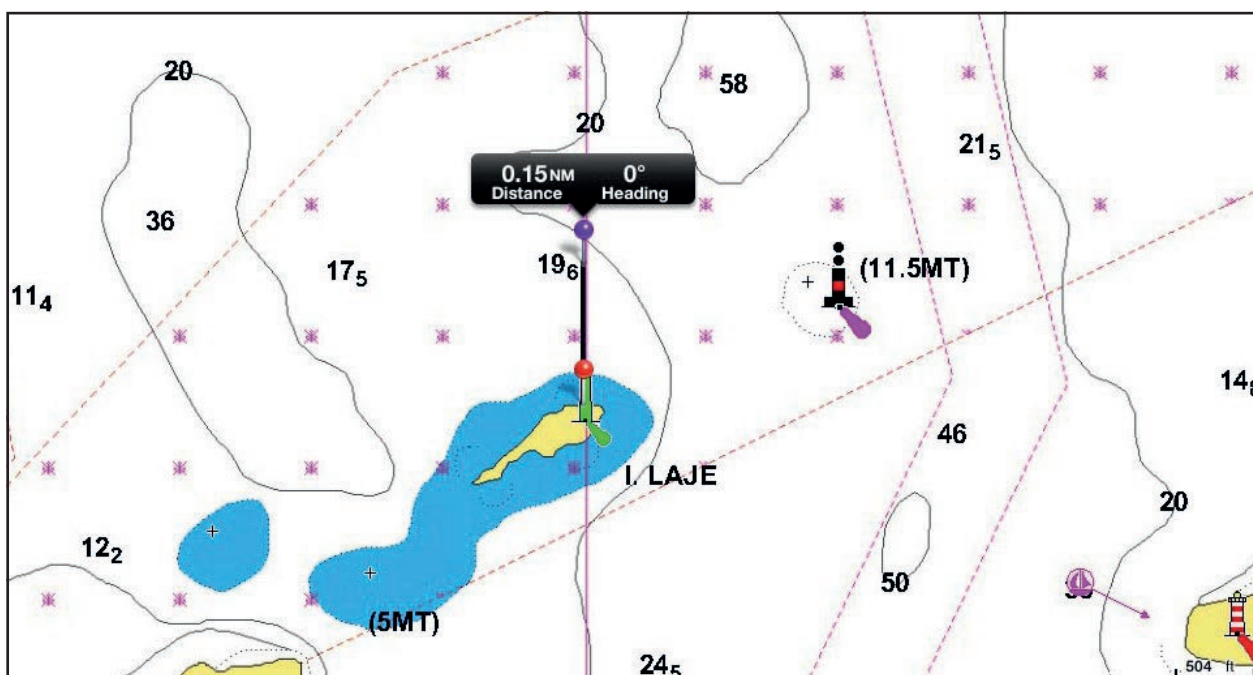 20
58
20
21₅
0.15NM 0°
Distance Heading
36
17₅
19₆
(11.5MT)
11₄
46
I. LAJE
20
12₂
50
(5MT)
24₅
504 ft